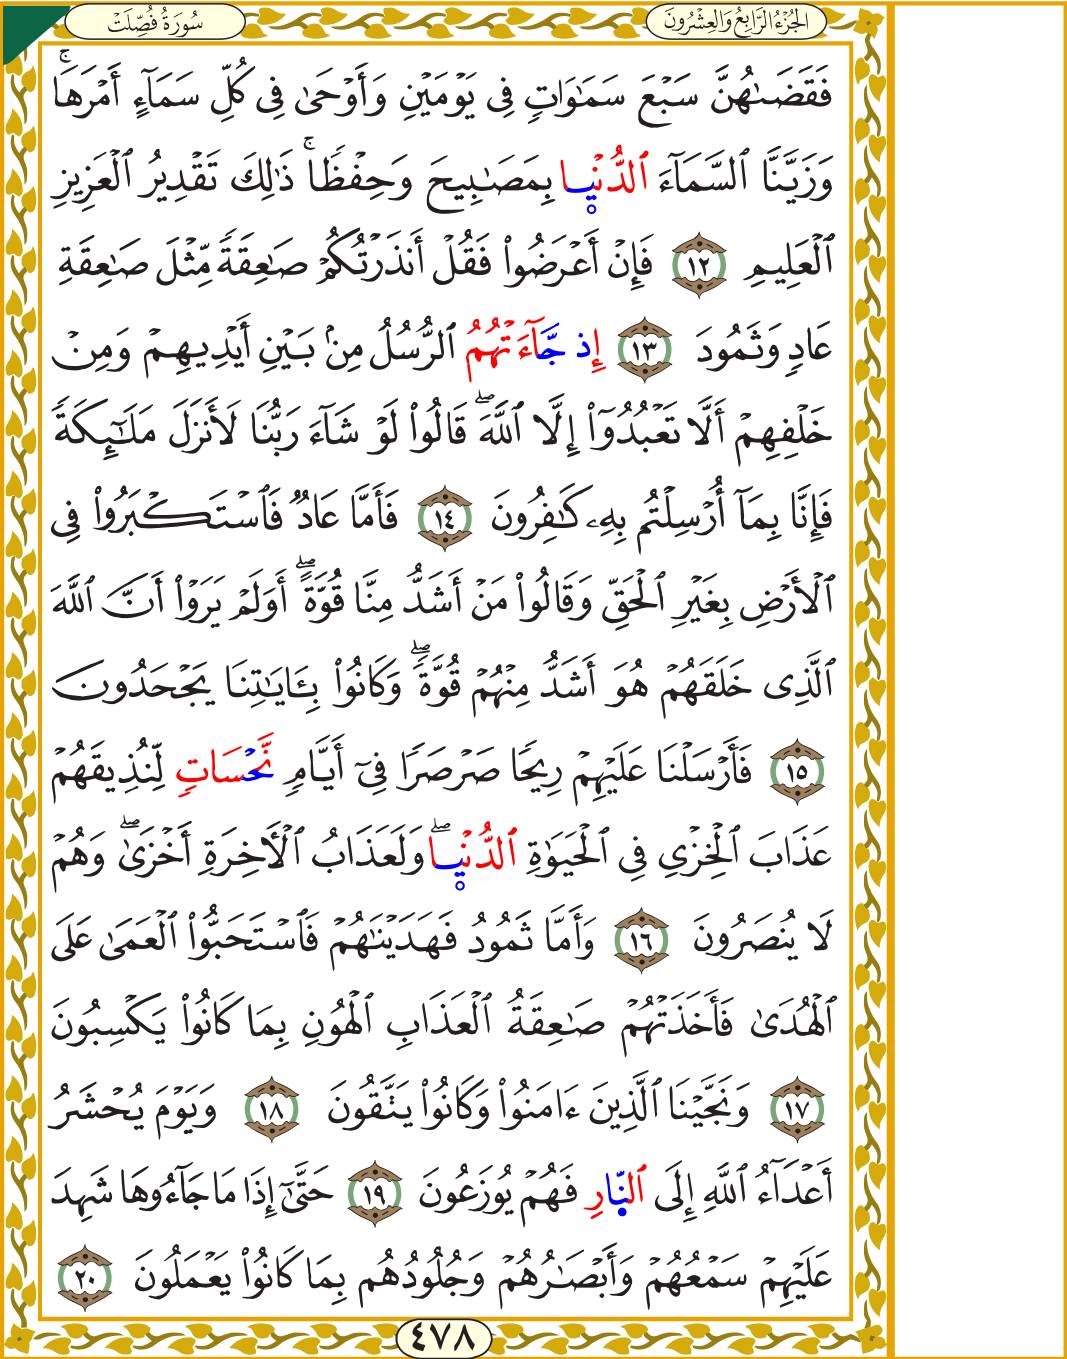 الجُزْءُ الرَّابِعُ وَالعِشْرُونَ
سُورَةُ فُصِّلَتْ
فَقَضَىٰهُنَّ سَبْعَ سَمَٰوَاتٖ فِي يَوْمَيْنِ وَأَوْحَىٰ فِي كُلِّ سَمَآءٍ أَمْرَهَاۚ
وَزَيَّنَّا ٱلسَّمَآءَ ٱلدُّنْيٜا بِمَصَٰبِيحَ وَحِفْظٗاۚ ذَٰلِكَ تَقْدِيرُ ٱلْعَزِيزِ
ٱلْعَلِيمِ ١٢ فَإِنْ أَعْرَضُواْ فَقُلْ أَنذَرْتُكُمْ صَٰعِقَةٗ مِّثْلَ صَٰعِقَةِ
عَادٖ وَثَمُودَ ١٣ إِذ جَّآءَتْهُمُ ٱلرُّسُلُ مِنۢ بَيْنِ أَيْدِيهِمْ وَمِنْ
خَلْفِهِمْ أَلَّا تَعْبُدُوٓاْ إِلَّا ٱللَّهَۖ قَالُواْ لَوْ شَآءَ رَبُّنَا لَأَنزَلَ مَلَٰٓئِكَةٗ
فَإِنَّا بِمَآ أُرْسِلْتُم بِهِۦ كَٰفِرُونَ ١٤ فَأَمَّا عَادٞ فَٱسْتَكْبَرُواْ فِي
ٱلْأَرْضِ بِغَيْرِ ٱلْحَقِّ وَقَالُواْ مَنْ أَشَدُّ مِنَّا قُوَّةًۖ أَوَلَمْ يَرَوْاْ أَنَّ ٱللَّهَ
ٱلَّذِي خَلَقَهُمْ هُوَ أَشَدُّ مِنْهُمْ قُوَّةٗۖ وَكَانُواْ بِـَٔايَٰتِنَا يَجْحَدُونَ
١٥ فَأَرْسَلْنَا عَلَيْهِمْ رِيحٗا صَرْصَرٗا فِيٓ أَيَّامٖ نَّحْسَاتٖ لِّنُذِيقَهُمْ
عَذَابَ ٱلْخِزْيِ فِي ٱلْحَيَوٰةِ ٱلدُّنْيٜاۖ وَلَعَذَابُ ٱلْأٓخِرَةِ أَخْزَىٰۖ وَهُمْ
لَا يُنصَرُونَ ١٦ وَأَمَّا ثَمُودُ فَهَدَيْنَٰهُمْ فَٱسْتَحَبُّواْ ٱلْعَمَىٰ عَلَى
ٱلْهُدَىٰ فَأَخَذَتْهُمْ صَٰعِقَةُ ٱلْعَذَابِ ٱلْهُونِ بِمَا كَانُواْ يَكْسِبُونَ
١٧ وَنَجَّيْنَا ٱلَّذِينَ ءَامَنُواْ وَكَانُواْ يَتَّقُونَ ١٨ وَيَوْمَ يُحْشَرُ
أَعْدَآءُ ٱللَّهِ إِلَى ٱلنّ۪ارِ فَهُمْ يُوزَعُونَ ١٩ حَتَّىٰٓ إِذَا مَا جَآءُوهَا شَهِدَ
عَلَيْهِمْ سَمْعُهُمْ وَأَبْصَٰرُهُمْ وَجُلُودُهُم بِمَا كَانُواْ يَعْمَلُونَ ٢٠
٤٧٨